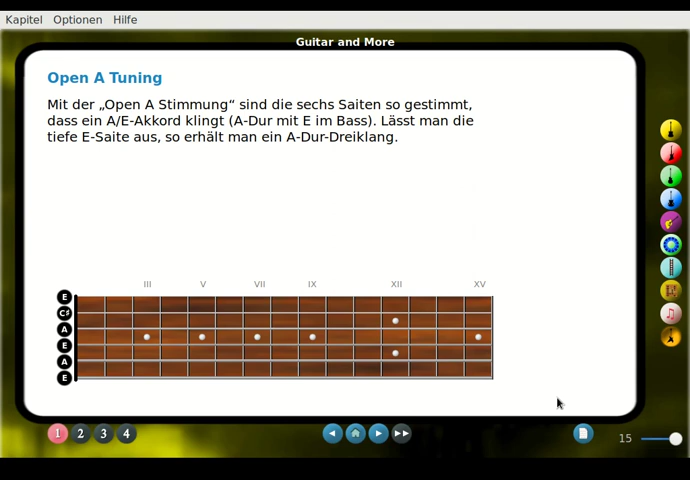 Kapitel Optionen Hilfe
Guitar and More
Open A Tuning
Mit der „Open A Stimmung“ sind die sechs Saiten so gestimmt,
dass ein A/E-Akkord klingt (A-Dur mit E im Bass). Lässt man die
tiefe E-Saite aus, so erhält man ein A-Dur-Dreiklang.
III V VII IX XII XV
E
C♯
A
E
A
E
1 2 3 4
15